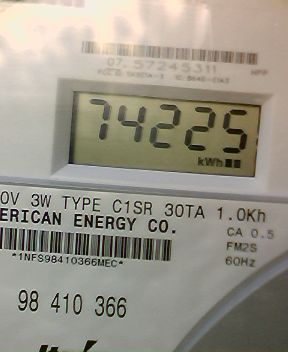 07.57245311
74225
kWh
0V 3W TYPE C1SR 30TA 1.0Kh
ERICAN ENERGY CO.
CA 0.5
FM2S
60Hz
*1NFS98410366MEC*
98 410 366